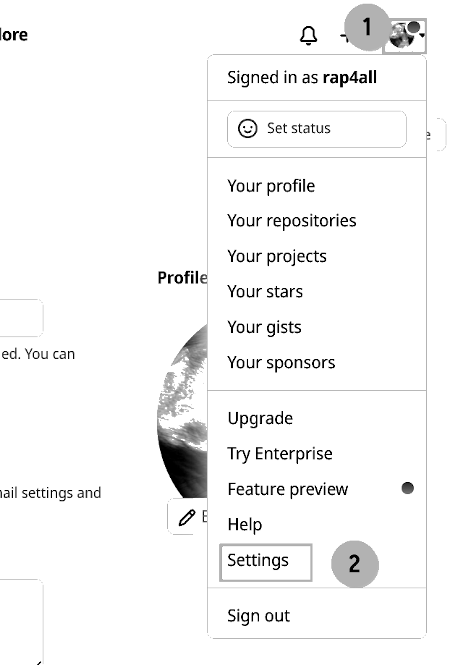 lore
1
Signed in as rap4all
Set status
e
Your profile
Your repositories
Your projects
Profile
Your stars
ed. You can
Your gists
Your sponsors
Upgrade
Try Enterprise
Feature preview
nail settings and
Help
Settings
2
Sign out